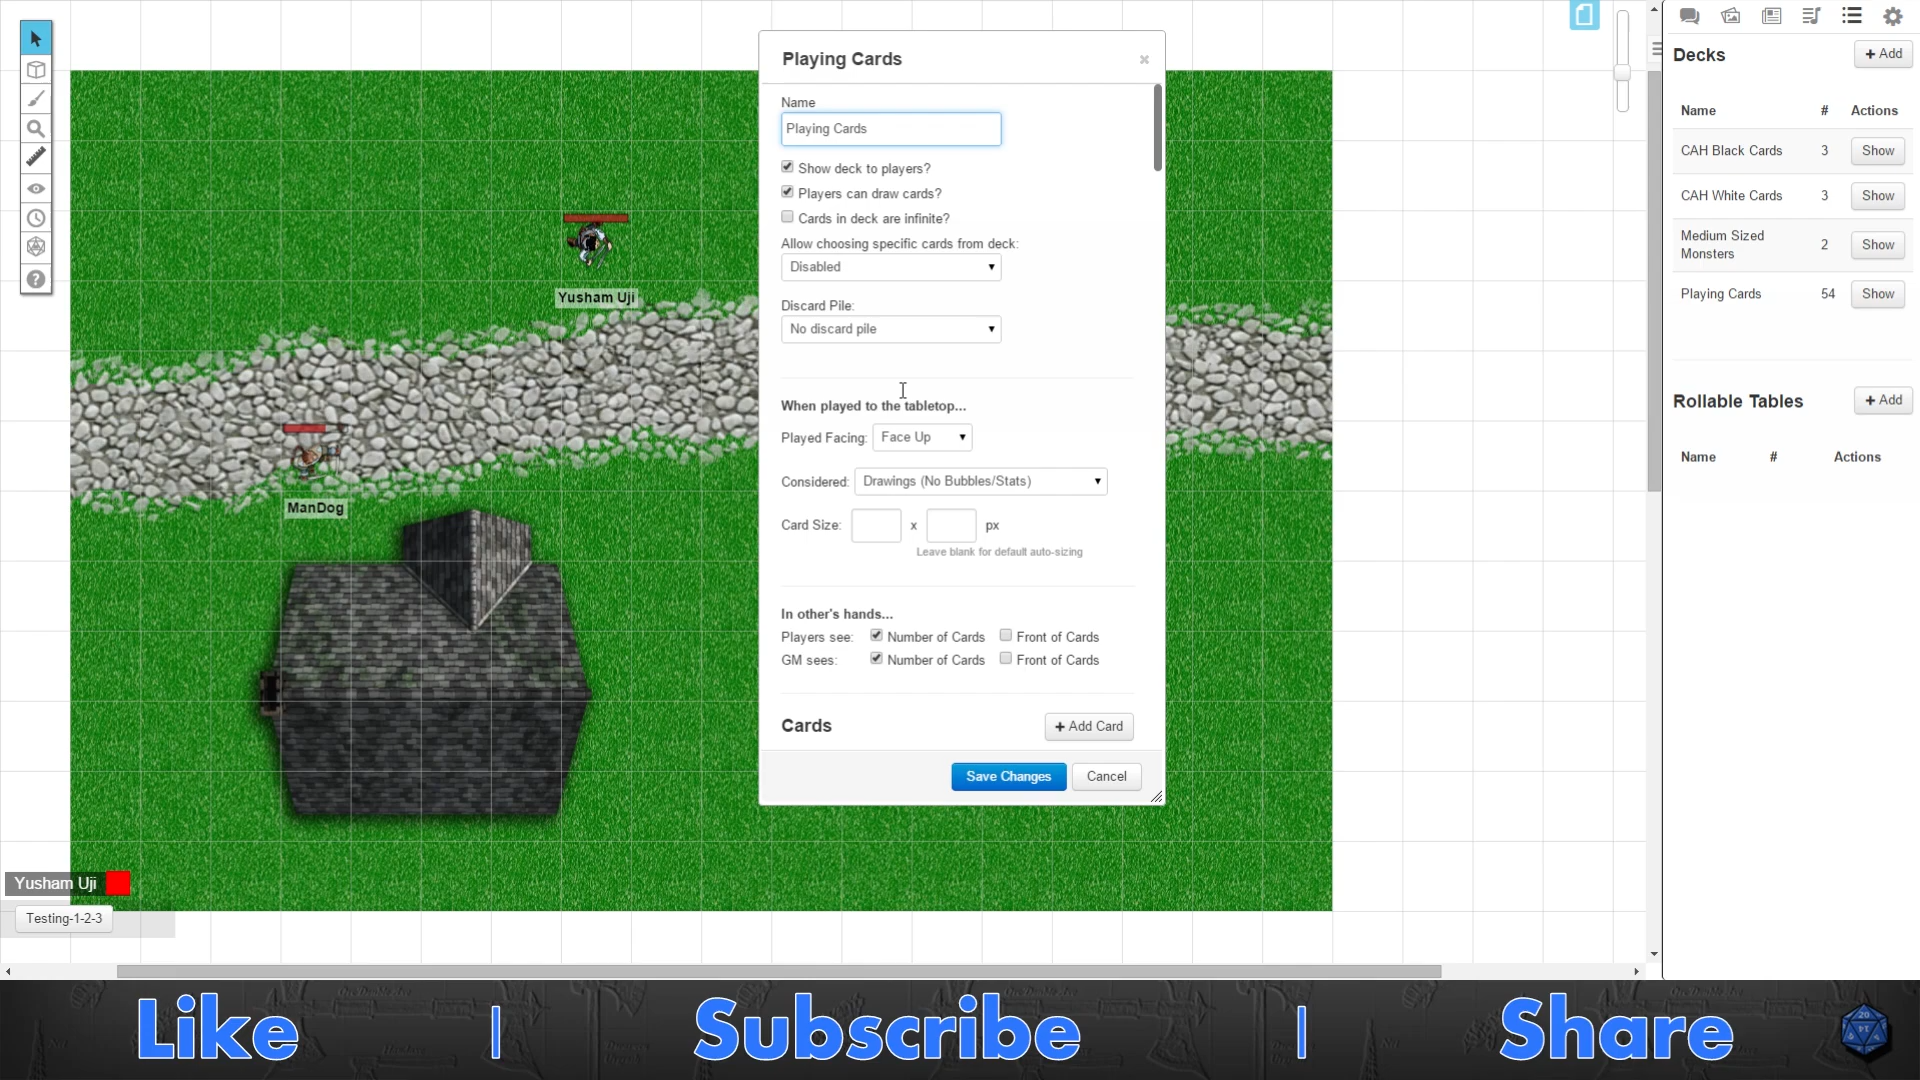 Playing Cards
×
Name
Playing Cards
Show deck to players?
Players can draw cards?
Cards in deck are infinite?
Allow choosing specific cards from deck:
Disabled
Discard Pile:
No discard pile
When played to the tabletop...
Played Facing: Face Up
Considered: Drawings (No Bubbles/Stats)
Card Size: x px
Leave blank for default auto-sizing
In other's hands...
Players see: Number of Cards Front of Cards
GM sees: Number of Cards Front of Cards
Cards + Add Card
Save Changes Cancel
Decks + Add
Name # Actions
CAH Black Cards 3 Show
CAH White Cards 3 Show
Medium Sized
Monsters 2 Show
Playing Cards 54 Show
Rollable Tables + Add
Name # Actions
Yusham Uji
ManDog
Yusham Uji
Testing-1-2-3
Like | Subscribe | Share
20